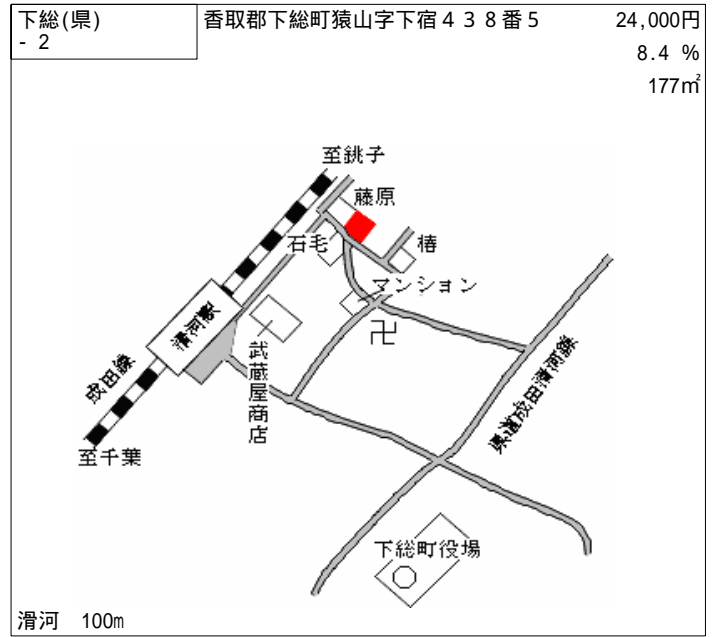 下総(県)
- 2
香取郡下総町猿山字下宿４３８番５
24,000円
8.4 %
177㎡
至銚子
藤原
石毛
椿
マンション
滑河駅
卍
武蔵屋商店
成田線
県道成田滑河線
至千葉
下総町役場
滑河 100m